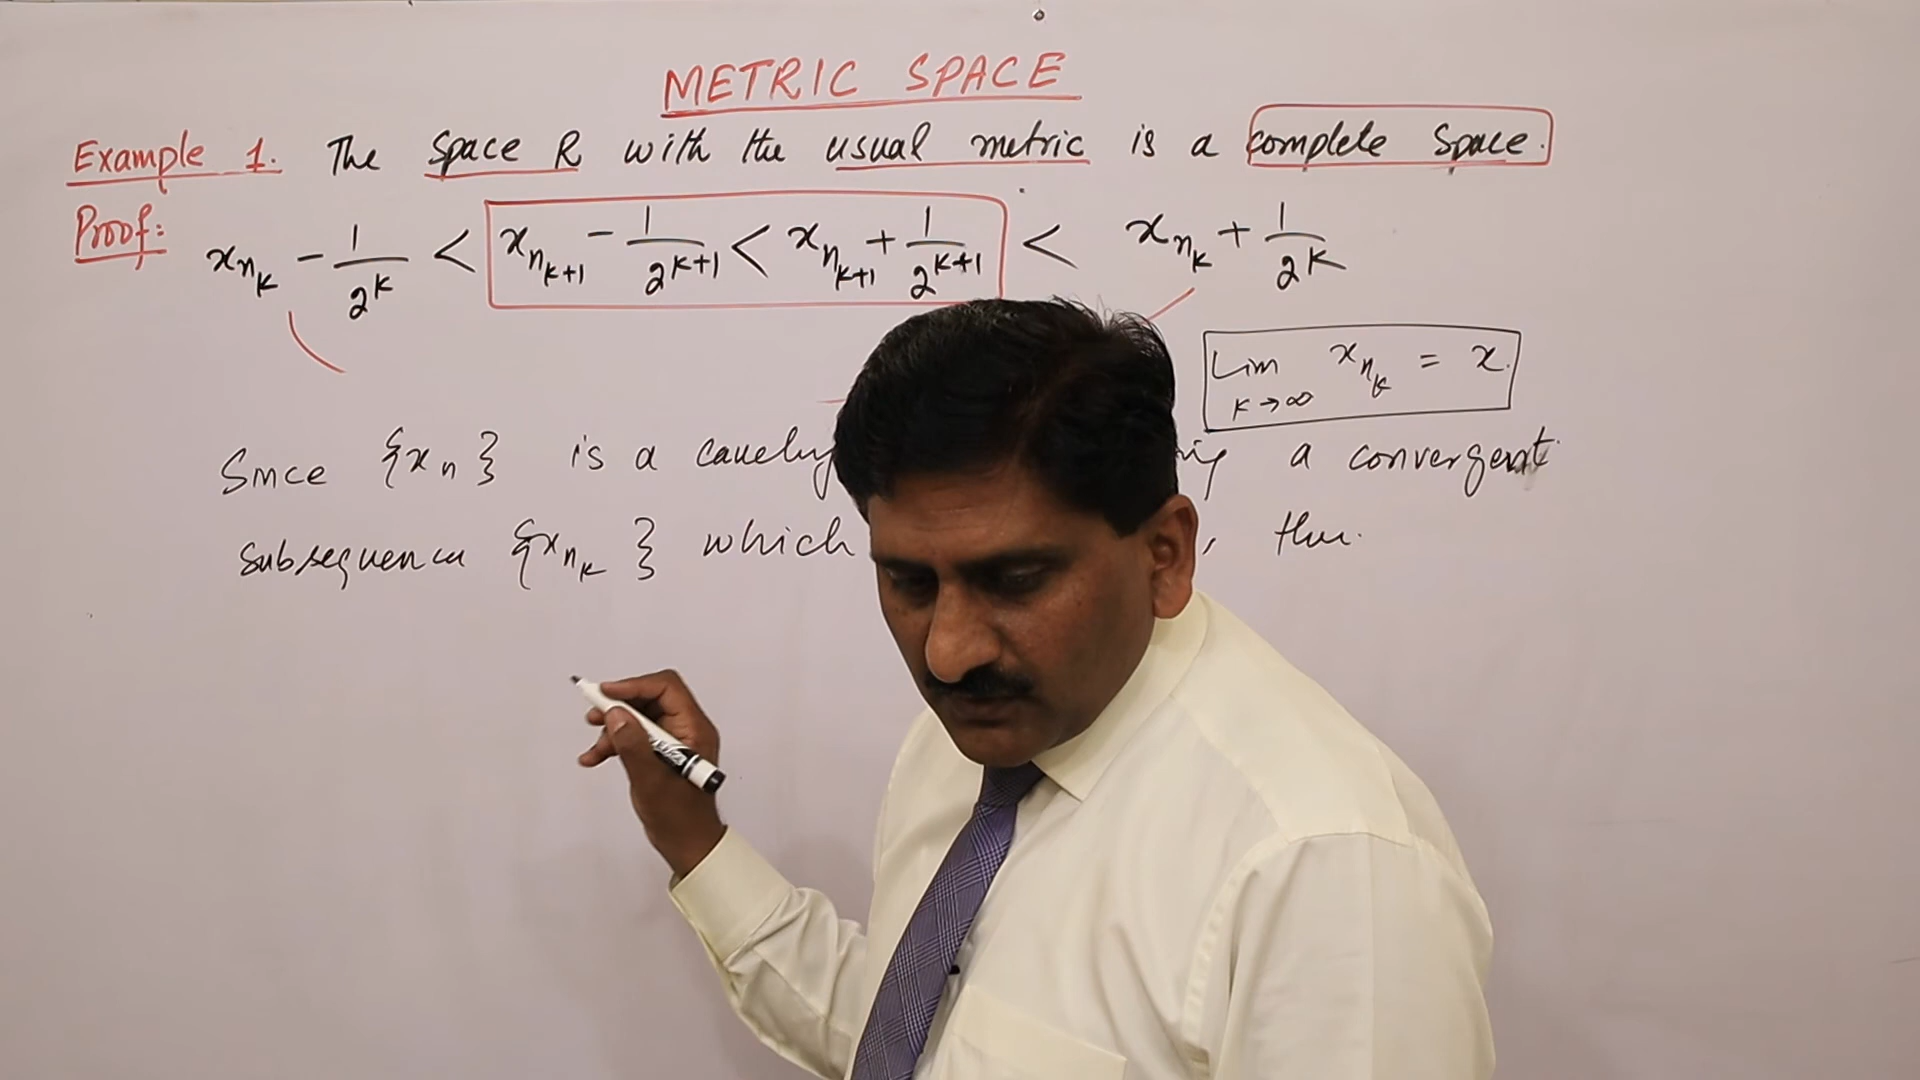 METRIC SPACE
Example 1. The space R with the usual metric is a complete space.
Proof: x_{n_k} - 1/2^k < x_{n_{k+1}} - 1/2^{k+1} < x_{n_{k+1}} + 1/2^{k+1} < x_{n_k} + 1/2^k
Lim_{k→∞} x_{n_k} = x.
Since {x_n} is a a convergent
subsequence {x_{n_k}} which ,